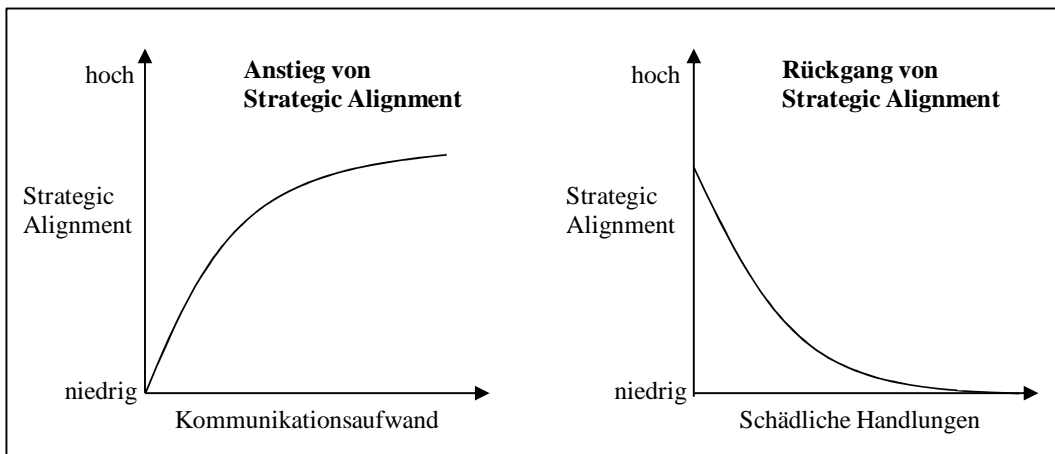 hoch
Anstieg von
Strategic Alignment
Strategic
Alignment
niedrig
Kommunikationsaufwand
hoch
Rückgang von
Strategic Alignment
Strategic
Alignment
niedrig
Schädliche Handlungen